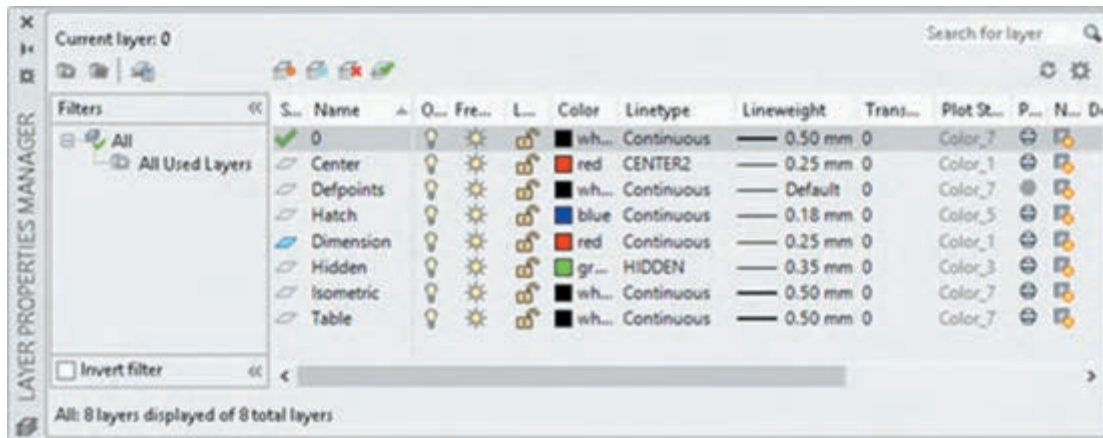 LAYER PROPERTIES MANAGER
Current layer: 0
Search for layer
Filters
All
All Used Layers
Invert filter
S... Name O... Fre... L... Color Linetype Lineweight Trans... Plot St... P... N... D
0 wh... Continuous 0.50 mm 0 Color_7
Center red CENTER2 0.25 mm 0 Color_1
Defpoints wh... Continuous Default 0 Color_7
Hatch blue Continuous 0.18 mm 0 Color_5
Dimension red Continuous 0.25 mm 0 Color_1
Hidden gr... HIDDEN 0.35 mm 0 Color_3
Isometric wh... Continuous 0.50 mm 0 Color_7
Table wh... Continuous 0.50 mm 0 Color_7
All: 8 layers displayed of 8 total layers